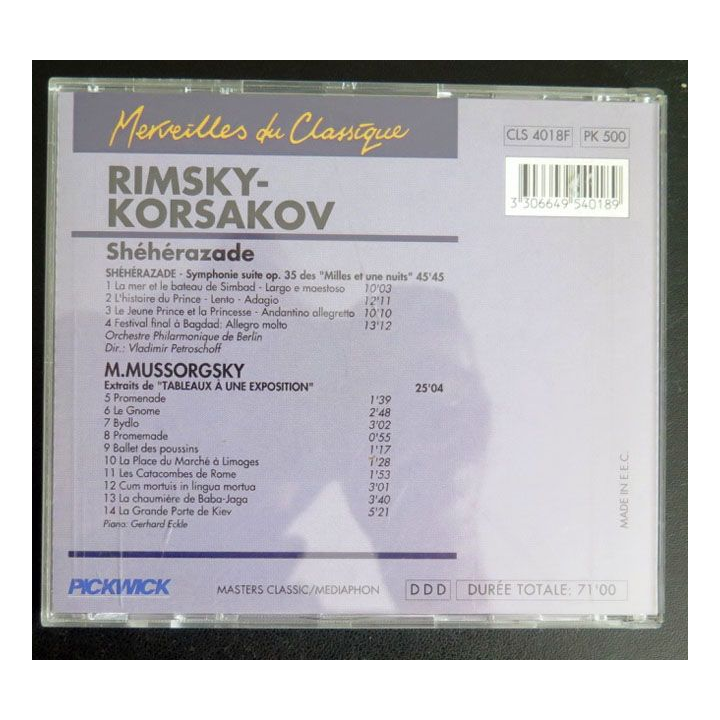 Merveilles du Classique
CLS 4018F PK 500
3 306649 540189
RIMSKY-
KORSAKOV
Shéhérazade
SHÉHÉRAZADE - Symphonie suite op. 35 des "Milles et une nuits" 45'45
1 La mer et le bateau de Simbad - Largo e maestoso 10'03
2 L'histaire du Prince - Lento - Adagio 12'11
3 Le Jeune Prince et la Princesse - Andantino allegretto 10'10
4 Festival final à Bagdad: Allegro molto 13'12
Orchestre Philarmonique de Berlin
Dir.: Vladimir Petroschoff
M.MUSSORGSKY
Extraits de "TABLEAUX À UNE EXPOSITION" 25'04
5 Promenade 1'39
6 Le Gnome 2'48
7 Bydlo 3'02
8 Promemade 0'55
9 Ballet des poussins 1'17
10 La Place du Marché à Limoges 1'28
11 Les Catacombes de Rome 1'53
12 Cum mortuis in lingua mortua 3'01
13 La chaumière de Baba-Jaga 3'40
14 La Grande Porte de Kiev 5'21
Piano: Gerhard Eckle
MADE IN E.E.C.
PICKWICK
MASTERS CLASSIC/MEDIAPHON
DDD DURÉE TOTALE: 71'00